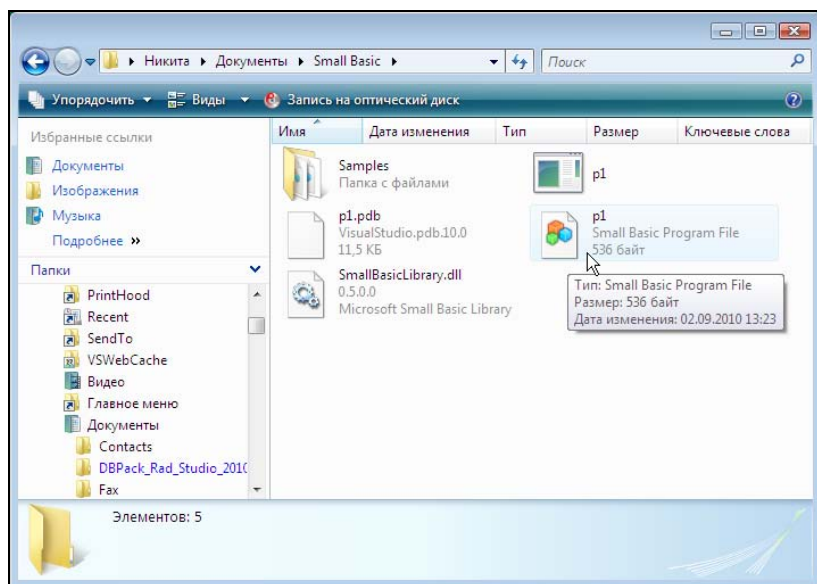 Никита ▸ Документы ▸ Small Basic ▸
Поиск
Упорядочить Виды Запись на оптический диск
Избранные ссылки
Документы
Изображения
Музыка
Подробнее »
Папки
PrintHood
Recent
SendTo
VSWebCache
Видео
Главное меню
Документы
Contacts
DBPack_Rad_Studio_201
Fax
Имя Дата изменения Тип Размер Ключевые слова
Samples
Папка с файлами
p1
p1.pdb
VisualStudio.pdb.10.0
11,5 КБ
p1
Small Basic Program File
536 байт
SmallBasicLibrary.dll
0.5.0.0
Microsoft Small Basic Library
Тип: Small Basic Program File
Размер: 536 байт
Дата изменения: 02.09.2010 13:23
Элементов: 5